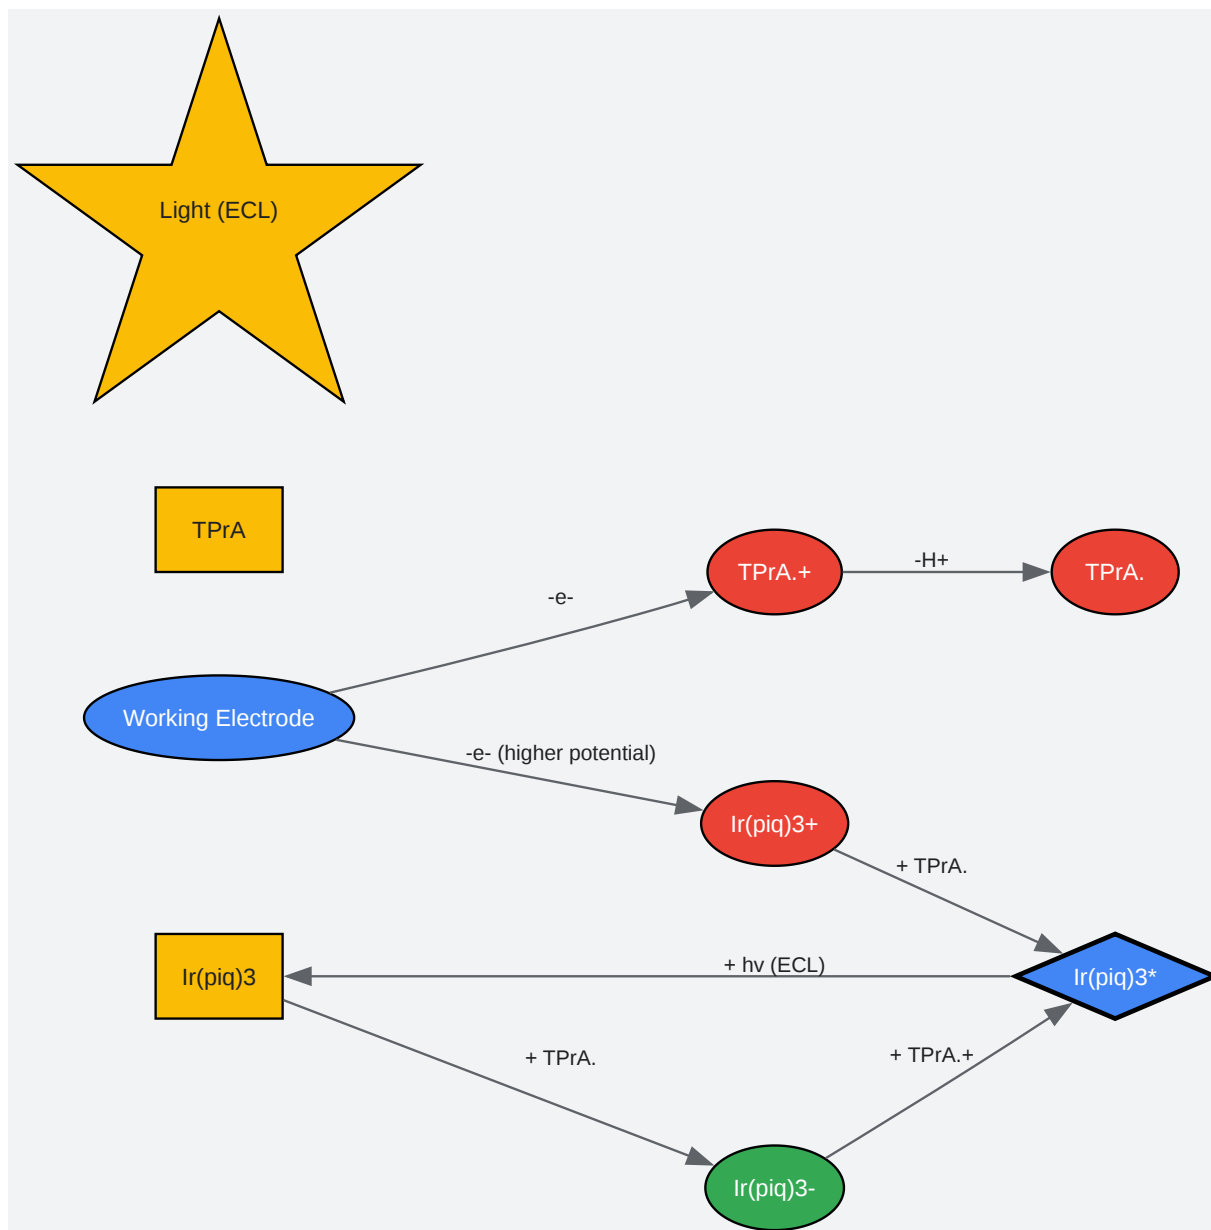 Light (ECL)
TPrA
TPrA.+
-H+
TPrA.
-e-
Working Electrode
-e- (higher potential)
Ir(piq)3+
+ TPrA.
Ir(piq)3
+ hv (ECL)
Ir(piq)3*
+ TPrA.
+ TPrA.+
Ir(piq)3-